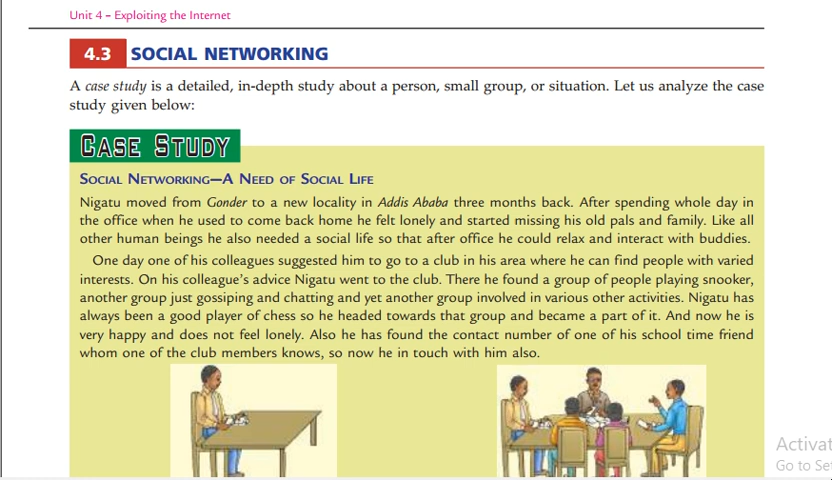 Unit 4 – Exploiting the Internet
4.3 SOCIAL NETWORKING
A case study is a detailed, in-depth study about a person, small group, or situation. Let us analyze the case
study given below:
CASE STUDY
SOCIAL NETWORKING—A NEED OF SOCIAL LIFE
Nigatu moved from Gonder to a new locality in Addis Ababa three months back. After spending whole day in
the office when he used to come back home he felt lonely and started missing his old pals and family. Like all
other human beings he also needed a social life so that after office he could relax and interact with buddies.
One day one of his colleagues suggested him to go to a club in his area where he can find people with varied
interests. On his colleague's advice Nigatu went to the club. There he found a group of people playing snooker,
another group just gossiping and chatting and yet another group involved in various other activities. Nigatu has
always been a good player of chess so he headed towards that group and became a part of it. And now he is
very happy and does not feel lonely. Also he has found the contact number of one of his school time friend
whom one of the club members knows, so now he in touch with him also.
Activat
Go to Set